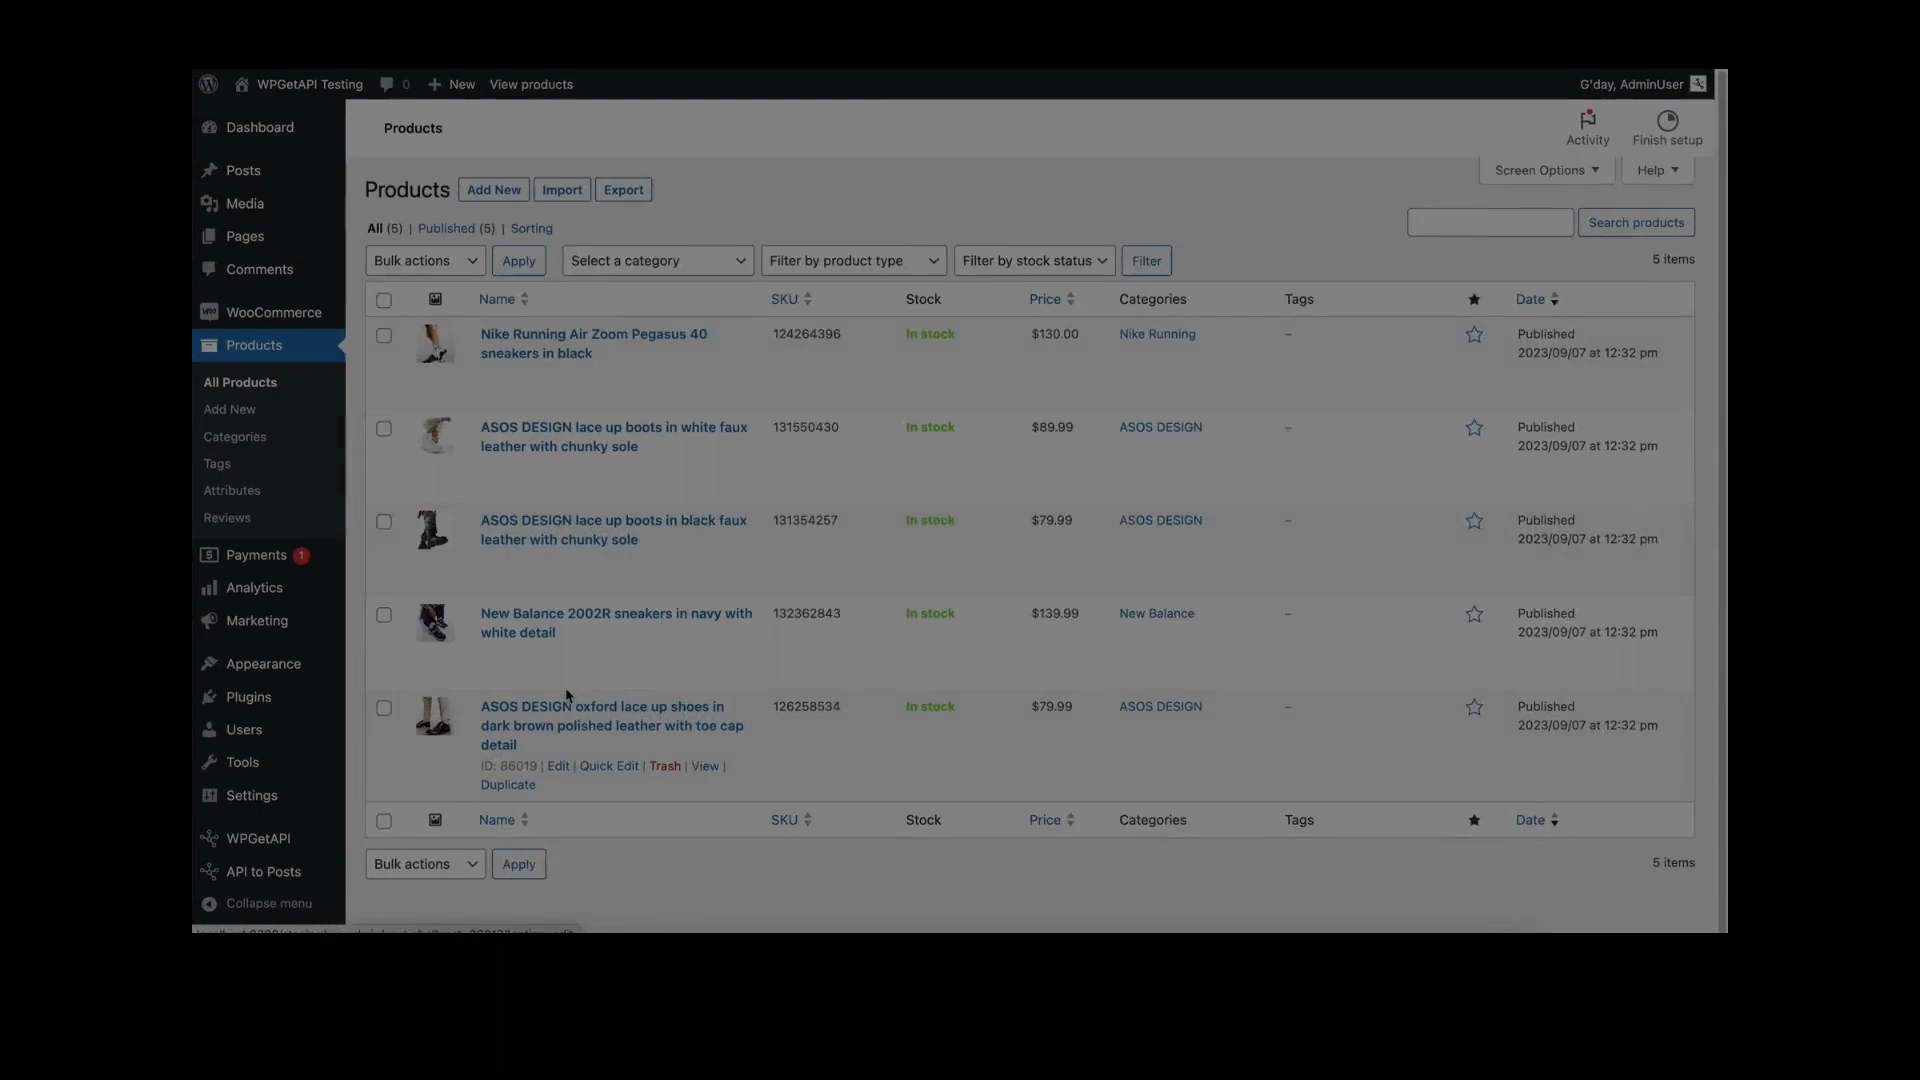 WPGetAPI Testing 0 New View products G'day, AdminUser
Dashboard
Posts
Media
Pages
Comments
WooCommerce
Products
All Products
Add New
Categories
Tags
Attributes
Reviews
Payments 1
Analytics
Marketing
Appearance
Plugins
Users
Tools
Settings
WPGetAPI
API to Posts
Collapse menu
Products
Activity
Finish setup
Screen Options
Help
Products Add New Import Export
All (5) | Published (5) | Sorting
Search products
Bulk actions Apply Select a category Filter by product type Filter by stock status Filter 5 items
Name SKU Stock Price Categories Tags Date
Nike Running Air Zoom Pegasus 40 124264396 In stock $130.00 Nike Running – Published
sneakers in black 2023/09/07 at 12:32 pm
ASOS DESIGN lace up boots in white faux 131550430 In stock $89.99 ASOS DESIGN – Published
leather with chunky sole 2023/09/07 at 12:32 pm
ASOS DESIGN lace up boots in black faux 131354257 In stock $79.99 ASOS DESIGN – Published
leather with chunky sole 2023/09/07 at 12:32 pm
New Balance 2002R sneakers in navy with 132362843 In stock $139.99 New Balance – Published
white detail 2023/09/07 at 12:32 pm
ASOS DESIGN oxford lace up shoes in 126258534 In stock $79.99 ASOS DESIGN – Published
dark brown polished leather with toe cap 2023/09/07 at 12:32 pm
detail
ID: 86019 | Edit | Quick Edit | Trash | View |
Duplicate
Name SKU Stock Price Categories Tags Date
Bulk actions Apply 5 items